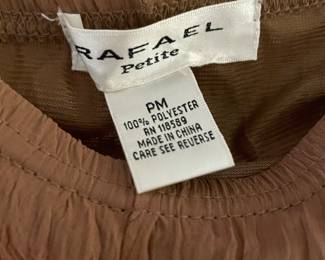 RAFAEL
Petite
PM
100% POLYESTER
RN 118589
MADE IN CHINA
CARE SEE REVERSE